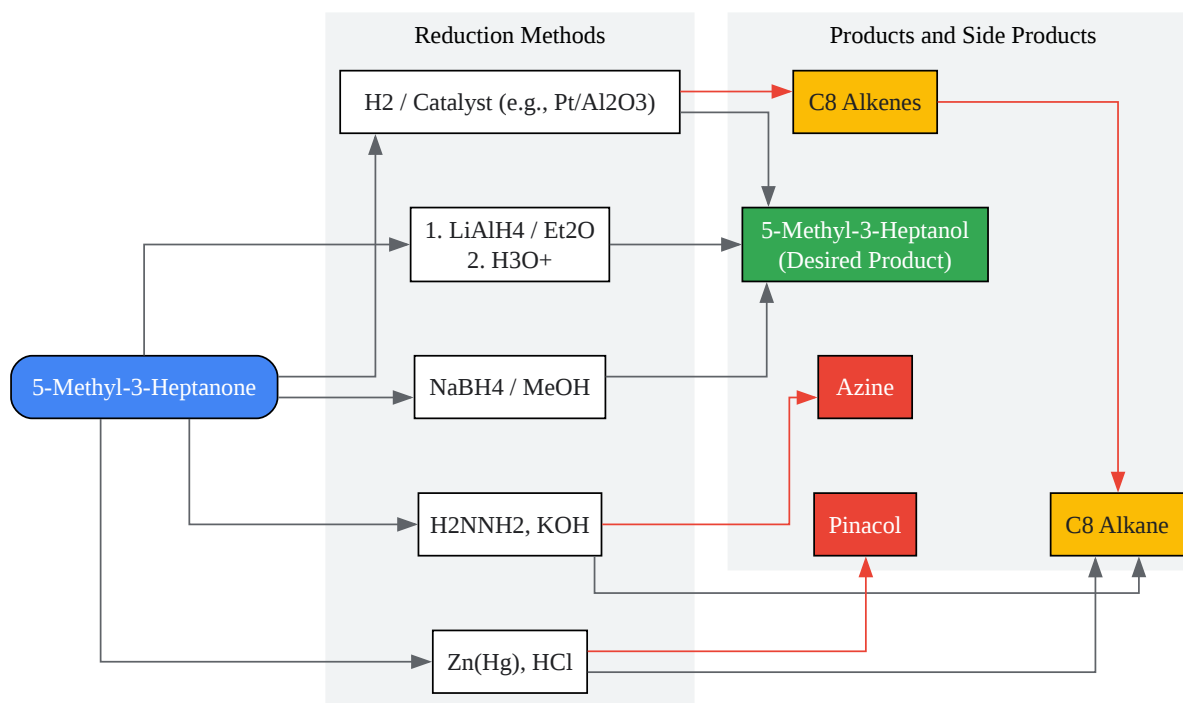 Reduction Methods
Products and Side Products
H2 / Catalyst (e.g., Pt/Al2O3)
C8 Alkenes
1. LiAlH4 / Et2O
2. H3O+
5-Methyl-3-Heptanol
(Desired Product)
5-Methyl-3-Heptanone
NaBH4 / MeOH
Azine
H2NNH2, KOH
Pinacol
C8 Alkane
Zn(Hg), HCl